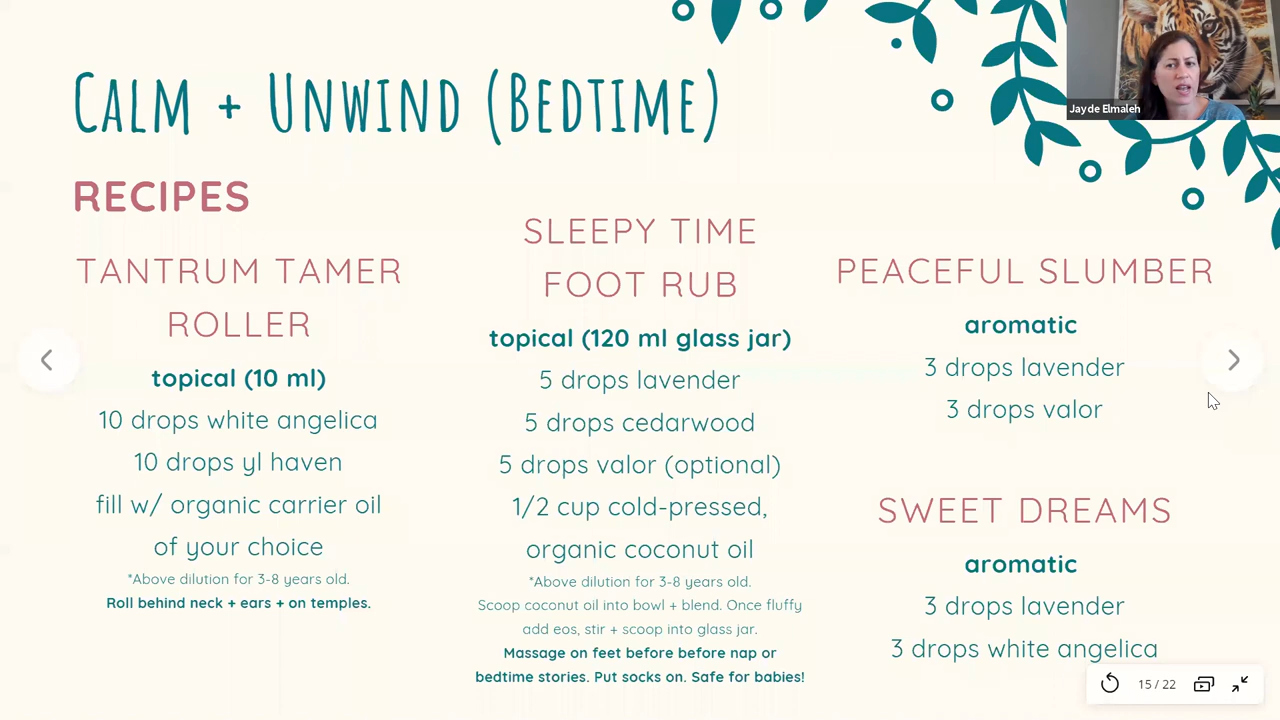 Calm + Unwind (Bedtime)
RECIPES
TANTRUM TAMER
ROLLER
topical (10 ml)
10 drops white angelica
10 drops yl haven
fill w/ organic carrier oil
of your choice
*Above dilution for 3-8 years old.
Roll behind neck + ears + on temples.
SLEEPY TIME
FOOT RUB
topical (120 ml glass jar)
5 drops lavender
5 drops cedarwood
5 drops valor (optional)
1/2 cup cold-pressed,
organic coconut oil
*Above dilution for 3-8 years old.
Scoop coconut oil into bowl + blend. Once fluffy
add eos, stir + scoop into glass jar.
Massage on feet before before nap or
bedtime stories. Put socks on. Safe for babies!
PEACEFUL SLUMBER
aromatic
3 drops lavender
3 drops valor
SWEET DREAMS
aromatic
3 drops lavender
3 drops white angelica
Jayde Elmaleh
15 / 22